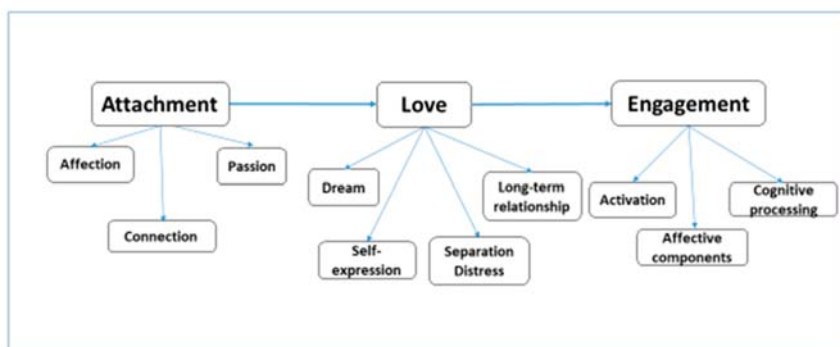 Attachment
Love
Engagement
Affection
Passion
Connection
Dream
Long-term
relationship
Self-
expression
Separation
Distress
Activation
Cognitive
processing
Affective
components